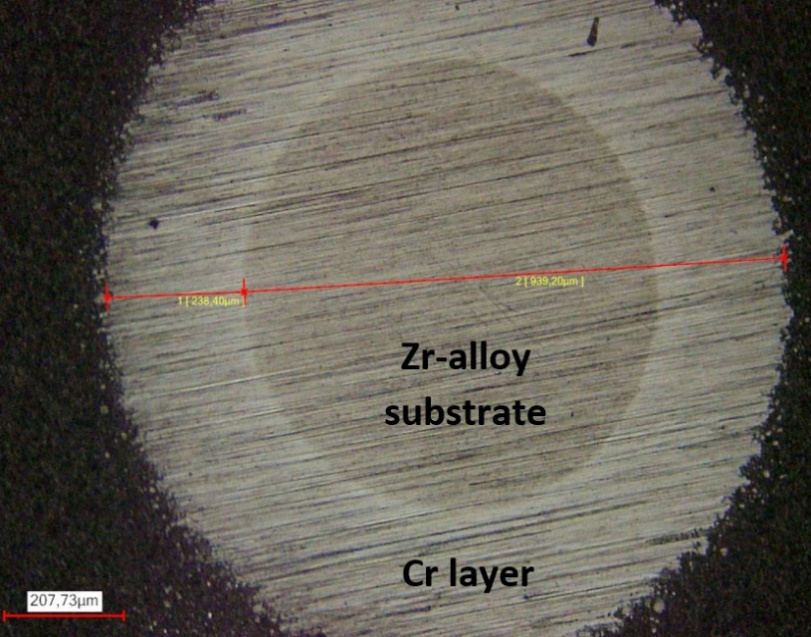 1 [ 238,40µm ]
2 [ 939,20µm ]
Zr-alloy
substrate
Cr layer
207,73µm